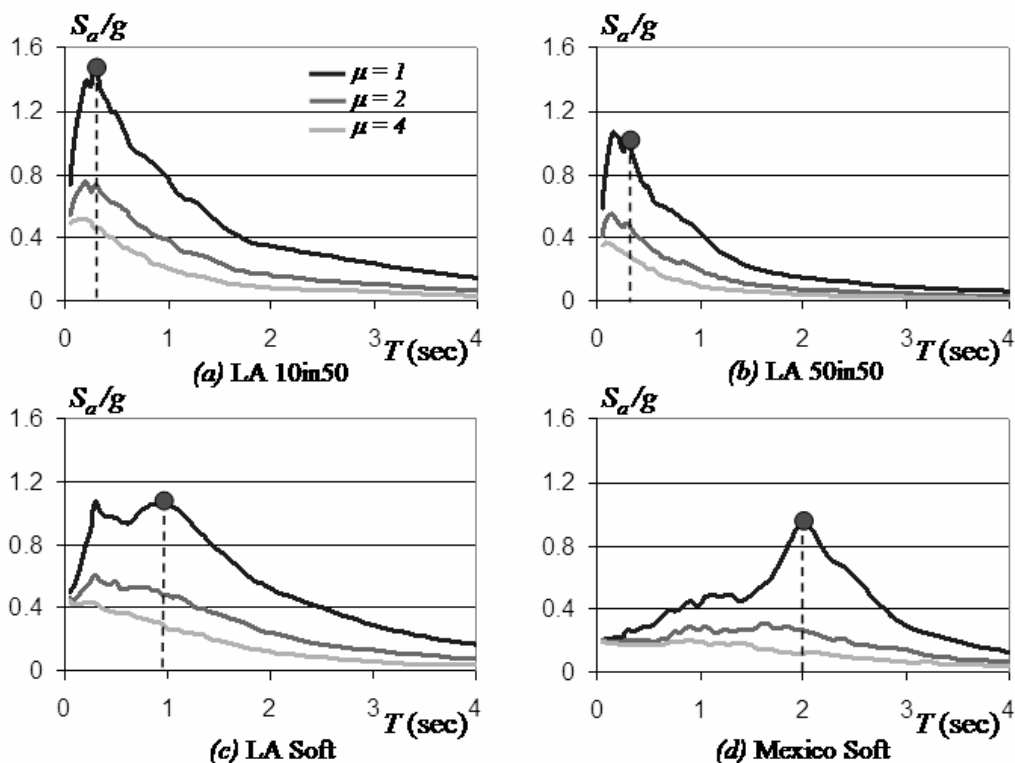 Sa/g
1.6
1.2
0.8
0.4
0
μ = 1
μ = 2
μ = 4
0 1 2 3 4
T (sec)
(a) LA 10in50
Sa/g
1.6
1.2
0.8
0.4
0
0 1 2 3 4
T (sec)
(b) LA 50in50
Sa/g
1.6
1.2
0.8
0.4
0
0 1 2 3 4
T (sec)
(c) LA Soft
Sa/g
1.6
1.2
0.8
0.4
0
0 1 2 3 4
T (sec)
(d) Mexico Soft